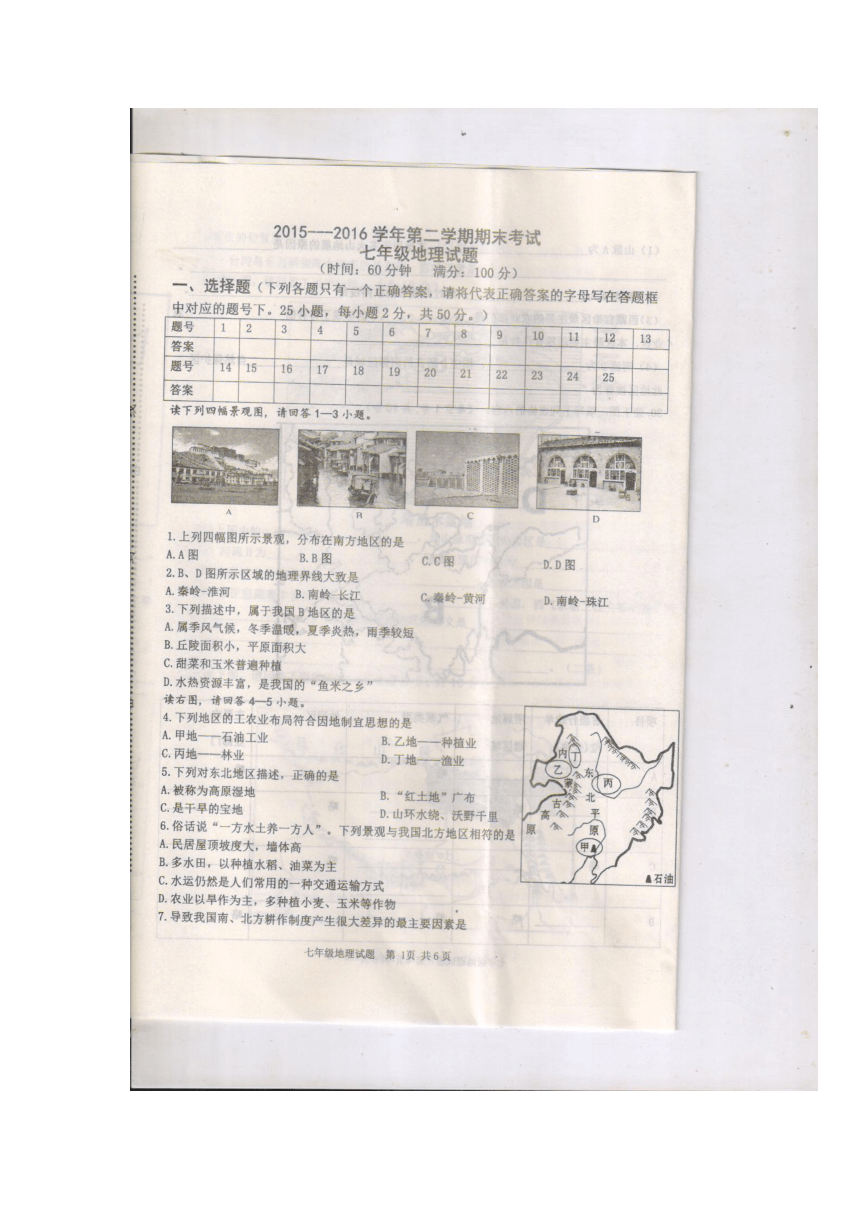 2015---2016 学年第二学期期末考试
七年级地理试题
（时间：60 分钟 满分：100 分）
一、选择题（下列各题只有一个正确答案，请将代表正确答案的字母写在答题框
中对应的题号下。25 小题，每小题 2 分，共 50 分。）
题号 1 2 3 4 5 6 7 8 9 10 11 12 13
答案
题号 14 15 16 17 18 19 20 21 22 23 24 25
答案
读下列四幅景观图，请回答 1—3 小题。
A B C D
1.上列四幅图所示景观，分布在南方地区的是
A.A 图 B.B 图 C.C 图 D.D 图
2.B、D 图所示区域的地理界线大致是
A.秦岭-淮河 B.南岭-长江 C.秦岭-黄河 D.南岭-珠江
3.下列描述中，属于我国 B 地区的是
A.属季风气候，冬季温暖，夏季炎热，雨季较短
B.丘陵面积小，平原面积大
C.甜菜和玉米普遍种植
D.水热资源丰富，是我国的“鱼米之乡”
读右图，请回答 4—5 小题。
4.下列地区的工农业布局符合因地制宜思想的是
A.甲地——石油工业 B.乙地——种植业
C.丙地——林业 D.丁地——渔业
5.下列对东北地区描述，正确的是
A.被称为高原湿地 B.“红土地”广布
C.是干旱的宝地 D.山环水绕、沃野千里
6.俗话说“一方水土养一方人”。下列景观与我国北方地区相符的是
A.民居屋顶坡度大，墙体高
B.多水田，以种植水稻、油菜为主
C.水运仍然是人们常用的一种交通运输方式
D.农业以旱作为主，多种植小麦、玉米等作物
7.导致我国南、北方耕作制度产生很大差异的最主要因素是
内 丁
乙 东 丙
蒙
古 北
高 平
原 原
甲
石油
七年级地理试题 第 1页 共 6 页